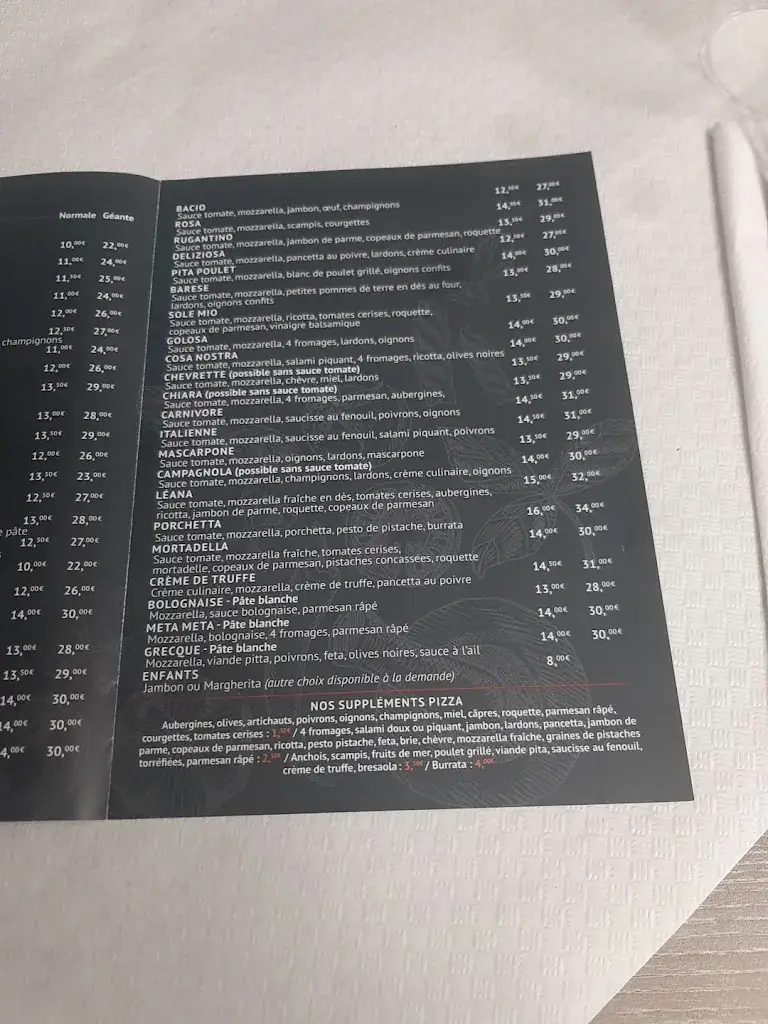 Normale Géante
10,00€ 22,00€
11,00€ 24,00€
11,50€ 25,00€
11,00€ 24,00€
12,00€ 26,00€
12,50€ 27,00€
champignons
11,00€ 24,00€
12,00€ 26,00€
13,50€ 29,00€
13,00€ 28,00€
13,50€ 29,00€
12,00€ 26,00€
13,50€ 23,00€
12,50€ 27,00€
13,00€ 28,00€
pâte
12,50€ 27,00€
10,00€ 22,00€
12,00€ 26,00€
14,00€ 30,00€
13,00€ 28,00€
13,50€ 29,00€
14,00€ 30,00€
14,00€ 30,00€
4,00€ 30,00€
BACIO 12,50€ 27,00€
Sauce tomate, mozzarella, jambon, œuf, champignons
ROSA 14,50€ 31,00€
Sauce tomate, mozzarella, scampis, courgettes
RUGANTINO 13,50€ 29,00€
Sauce tomate, mozzarella, jambon de parme, copeaux de parmesan, roquette
DELIZIOSA 12,50€ 27,00€
Sauce tomate, mozzarella, pancetta au poivre, lardons, crème culinaire
PITA POULET 14,00€ 30,00€
Sauce tomate, mozzarella, blanc de poulet grillé, oignons confits
BARESE 13,00€ 28,00€
Sauce tomate, mozzarella, petites pommes de terre en dés au four,
lardons, oignons confits
SOLE MIO 13,50€ 29,00€
Sauce tomate, mozzarella, ricotta, tomates cerises, roquette,
copeaux de parmesan, vinaigre balsamique
GOLOSA 14,00€ 30,00€
Sauce tomate, mozzarella, 4 fromages, lardons, oignons
COSA NOSTRA 14,00€ 30,00€
Sauce tomate, mozzarella, salami piquant, 4 fromages, ricotta, olives noires
CHEVRETTE (possible sans sauce tomate) 13,50€ 29,00€
Sauce tomate, mozzarella, chèvre, miel, lardons
CHIARA (possible sans sauce tomate) 13,50€ 29,00€
Sauce tomate, mozzarella, 4 fromages, parmesan, aubergines,
CARNIVORE 14,50€ 31,00€
Sauce tomate, mozzarella, saucisse au fenouil, poivrons, oignons
ITALIENNE 14,50€ 31,00€
Sauce tomate, mozzarella, saucisse au fenouil, salami piquant, poivrons
MASCARPONE 13,50€ 29,00€
Sauce tomate, mozzarella, oignons, lardons, mascarpone
CAMPAGNOLA (possible sans sauce tomate) 14,00€ 30,00€
Sauce tomate, mozzarella, champignons, lardons, crème culinaire, oignons
LÉANA 15,00€ 32,00€
Sauce tomate, mozzarella fraîche en dès, tomates cerises, aubergines,
ricotta, jambon de parme, roquette, copeaux de parmesan
PORCHETTA 16,00€ 34,00€
Sauce tomate, mozzarella, porchetta, pesto de pistache, burrata
MORTADELLA 14,00€ 30,00€
Sauce tomate, mozzarella fraîche, tomates cerises,
mortadelle, copeaux de parmesan, pistaches concassées, roquette
CRÈME DE TRUFFE 14,50€ 31,00€
Crème culinaire, mozzarella, crème de truffe, pancetta au poivre
BOLOGNAISE - Pâte blanche 13,00€ 28,00€
Mozzarella, sauce bolognaise, parmesan râpé
META META - Pâte blanche 14,00€ 30,00€
Mozzarella, bolognaise, 4 fromages, parmesan râpé
GRECQUE - Pâte blanche 14,00€ 30,00€
Mozzarella, viande pitta, poivrons, feta, olives noires, sauce à l'ail
ENFANTS 8,00€
Jambon ou Margherita (autre choix disponible à la demande)
NOS SUPPLÉMENTS PIZZA
Aubergines, olives, artichauts, poivrons, oignons, champignons, miel, câpres, roquette, parmesan râpé,
courgettes, tomates cerises : 1,50€ / 4 fromages, salami doux ou piquant, jambon, lardons, pancetta, jambon de
parme, copeaux de parmesan, ricotta, pesto pistache, feta, brie, chèvre, mozzarella fraîche, graines de pistaches
torréfiées, parmesan râpé : 2,50€ / Anchois, scampis, fruits de mer, poulet grillé, viande pita, saucisse au fenouil,
crème de truffe, bresaola : 3,50€ / Burrata : 4,00€